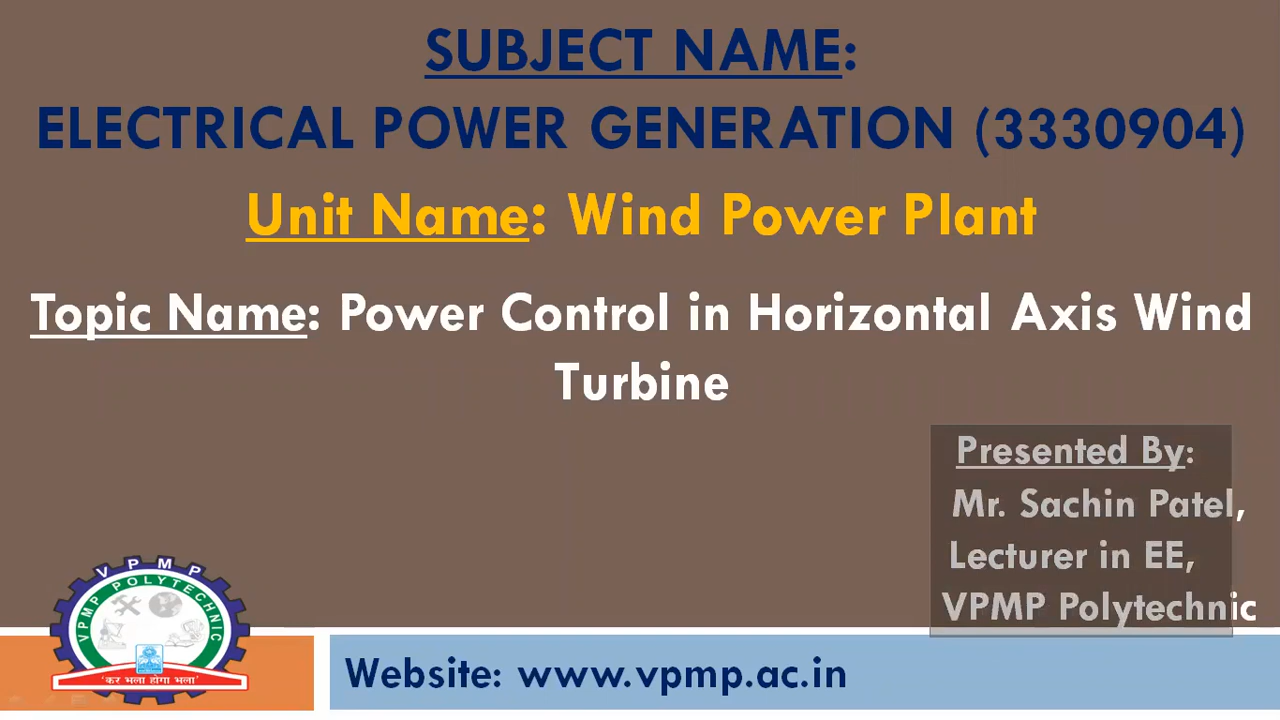 SUBJECT NAME:
ELECTRICAL POWER GENERATION (3330904)
Unit Name: Wind Power Plant
Topic Name: Power Control in Horizontal Axis Wind
Turbine
Presented By:
Mr. Sachin Patel,
Lecturer in EE,
VPMP Polytechnic
VPMP
VPMP POLYTECHNIC
‘कर भला होगा भला’
Website: www.vpmp.ac.in